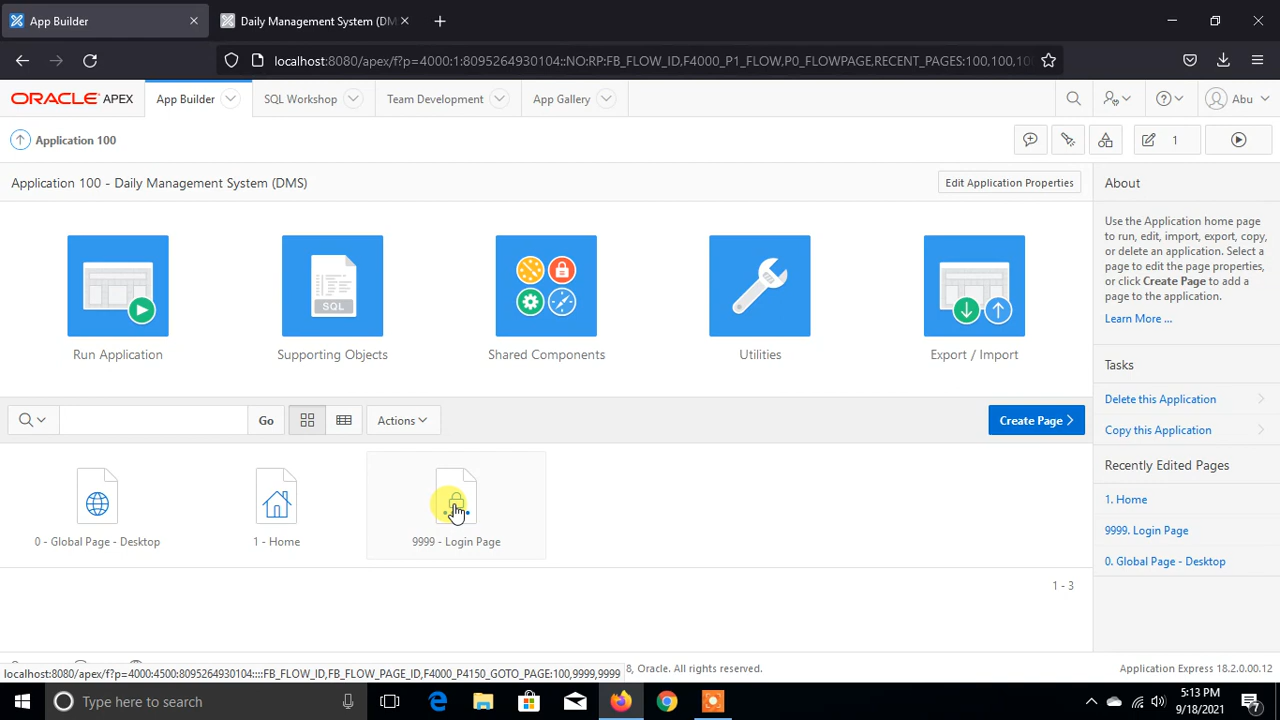 App Builder
Daily Management System (DM
localhost:8080/apex/f?p=4000:1:8095264930104::NO:RP:FB_FLOW_ID,F4000_P1_FLOW,P0_FLOWPAGE,RECENT_PAGES:100,100,10
ORACLE APEX
App Builder
SQL Workshop
Team Development
App Gallery
Abu
Application 100
1
Application 100 - Daily Management System (DMS)
Edit Application Properties
About
Use the Application home page
to run, edit, import, export, copy,
or delete an application. Select a
page to edit the page properties,
or click Create Page to add a
page to the application.
Learn More ...
SQL
Run Application
Supporting Objects
Shared Components
Utilities
Export / Import
Tasks
Delete this Application
Copy this Application
Go
Actions
Create Page
Recently Edited Pages
1. Home
9999. Login Page
0. Global Page - Desktop
0 - Global Page - Desktop
1 - Home
9999 - Login Page
1 - 3
localhost:8080/apex/f?p=4000:4500:8095264930104::::FB_FLOW_ID,FB_FLOW_PAGE_ID,F4000_P4150_GOTO_PAGE:100,9999,9999
8, Oracle. All rights reserved.
Application Express 18.2.0.00.12
Type here to search
5:13 PM
9/18/2021
7